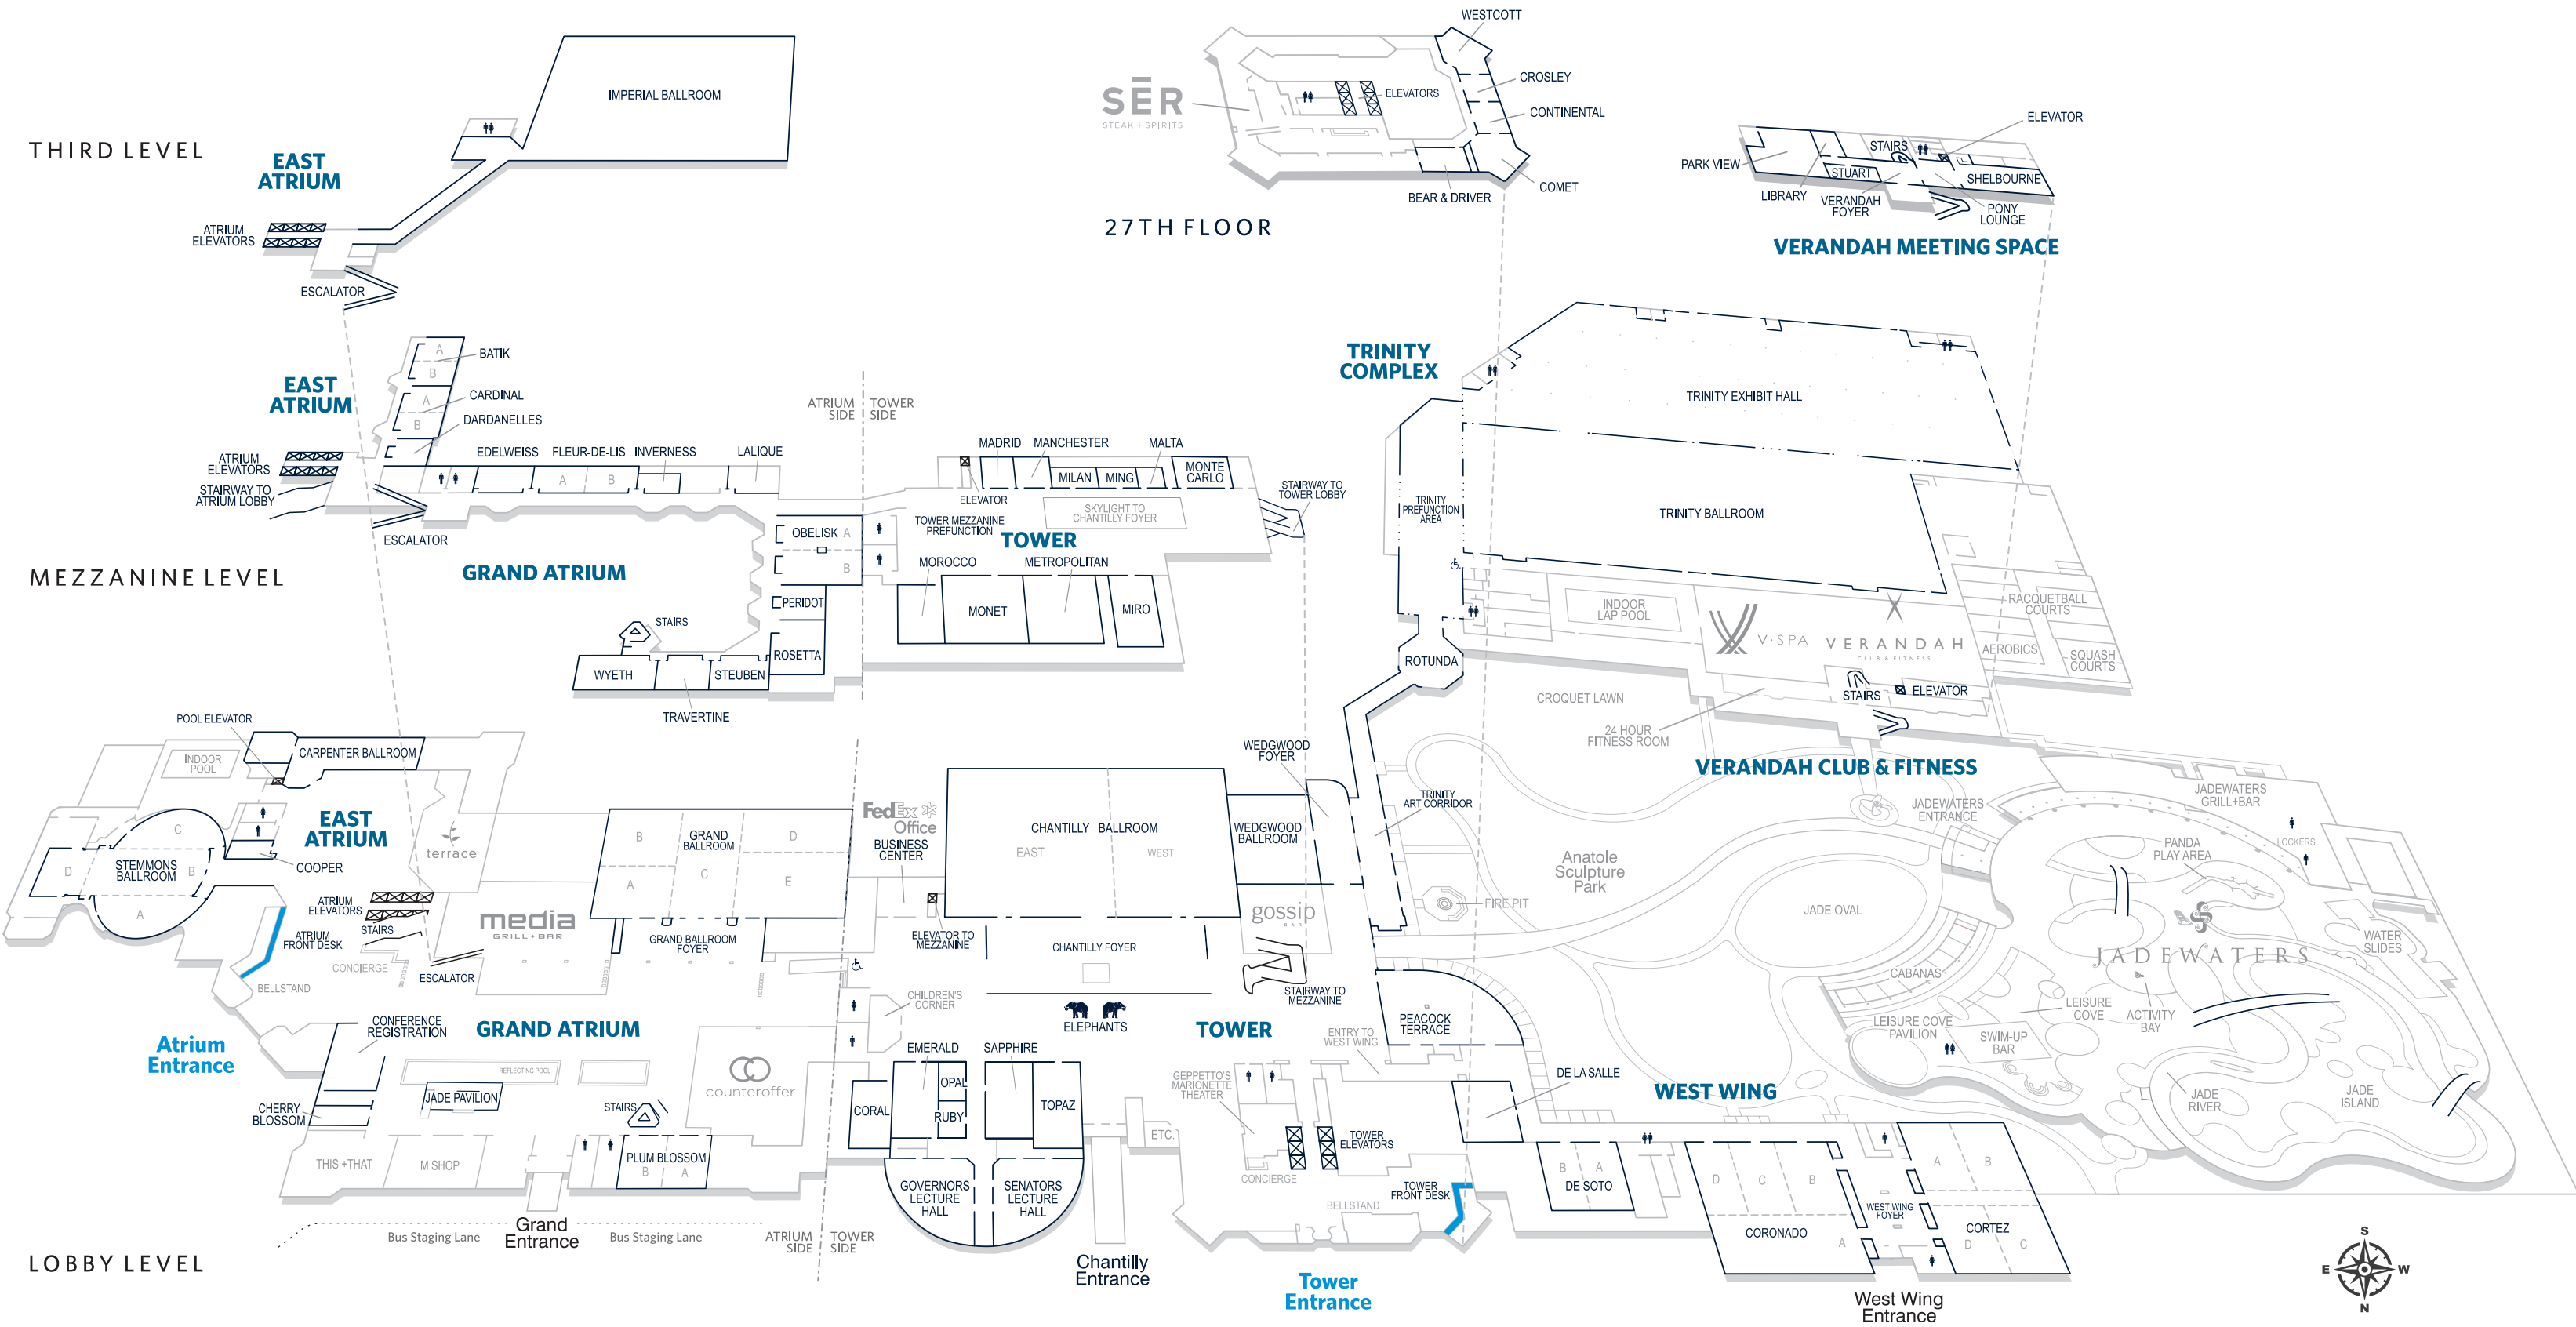 THIRD LEVEL
EAST
ATRIUM
ATRIUM
ELEVATORS
ESCALATOR
IMPERIAL BALLROOM
SĒR
STEAK + SPIRITS
27TH FLOOR
WESTCOTT
CROSLEY
ELEVATORS
CONTINENTAL
COMET
BEAR & DRIVER
ELEVATOR
STAIRS
PARK VIEW
STUART
SHELBOURNE
LIBRARY
VERANDAH
FOYER
PONY
LOUNGE
VERANDAH MEETING SPACE
MEZZANINE LEVEL
EAST
ATRIUM
A
BATIK
B
A
CARDINAL
B
DARDANELLES
ATRIUM
ELEVATORS
STAIRWAY TO
ATRIUM LOBBY
ESCALATOR
EDELWEISS
FLEUR-DE-LIS
A
B
INVERNESS
LALIQUE
GRAND ATRIUM
ATRIUM
SIDE
TOWER
SIDE
OBELISK
A
B
PERIDOT
ROSETTA
STAIRS
WYETH
STEUBEN
TRAVERTINE
MADRID
MANCHESTER
MALTA
MILAN
MING
MONTE
CARLO
ELEVATOR
SKYLIGHT TO
CHANTILLY FOYER
TOWER MEZZANINE
PREFUNCTION
TOWER
MOROCCO
METROPOLITAN
MONET
MIRO
STAIRWAY TO
TOWER LOBBY
TRINITY
COMPLEX
TRINITY EXHIBIT HALL
TRINITY
PREFUNCTION
AREA
TRINITY BALLROOM
ROTUNDA
INDOOR
LAP POOL
V·SPA
VERANDAH
CLUB & FITNESS
RACQUETBALL
COURTS
AEROBICS
SQUASH
COURTS
STAIRS
ELEVATOR
CROQUET LAWN
24 HOUR
FITNESS ROOM
VERANDAH CLUB & FITNESS
LOBBY LEVEL
POOL ELEVATOR
INDOOR
POOL
CARPENTER BALLROOM
EAST
ATRIUM
C
D
STEMMONS
BALLROOM
B
A
COOPER
ATRIUM
ELEVATORS
STAIRS
ATRIUM
FRONT DESK
CONCIERGE
BELLSTAND
ESCALATOR
terrace
media
GRILL + BAR
B
GRAND
BALLROOM
D
A
C
E
GRAND BALLROOM
FOYER
Atrium
Entrance
CONFERENCE
REGISTRATION
GRAND ATRIUM
REFLECTING POOL
JADE PAVILION
CHERRY
BLOSSOM
THIS +THAT
M SHOP
STAIRS
PLUM BLOSSOM
B
A
counteroffer
Bus Staging Lane
Grand
Entrance
Bus Staging Lane
ATRIUM
SIDE
TOWER
SIDE
FedEx
Office
BUSINESS
CENTER
ELEVATOR TO
MEZZANINE
CHILDREN'S
CORNER
CHANTILLY BALLROOM
EAST
WEST
CHANTILLY FOYER
ELEPHANTS
WEDGWOOD
FOYER
WEDGWOOD
BALLROOM
gossip
BAR
STAIRWAY TO
MEZZANINE
TOWER
EMERALD
SAPPHIRE
OPAL
CORAL
RUBY
TOPAZ
ETC.
GOVERNORS
LECTURE
HALL
SENATORS
LECTURE
HALL
Chantilly
Entrance
GEPPETTO'S
MARIONETTE
THEATER
CONCIERGE
TOWER
ELEVATORS
BELLSTAND
TOWER
FRONT DESK
Tower
Entrance
ENTRY TO
WEST WING
TRINITY
ART CORRIDOR
PEACOCK
TERRACE
DE LA SALLE
WEST WING
B
A
DE SOTO
D
C
B
CORONADO
A
WEST WING
FOYER
A
B
CORTEZ
D
C
West Wing
Entrance
Anatole
Sculpture
Park
FIRE PIT
JADE OVAL
JADEWATERS
ENTRANCE
JADEWATERS
GRILL+BAR
LOCKERS
PANDA
PLAY AREA
JADEWATERS
WATER
SLIDES
CABANAS
LEISURE
COVE
ACTIVITY
BAY
LEISURE COVE
PAVILION
SWIM-UP
BAR
JADE
RIVER
JADE
ISLAND
S
E
W
N